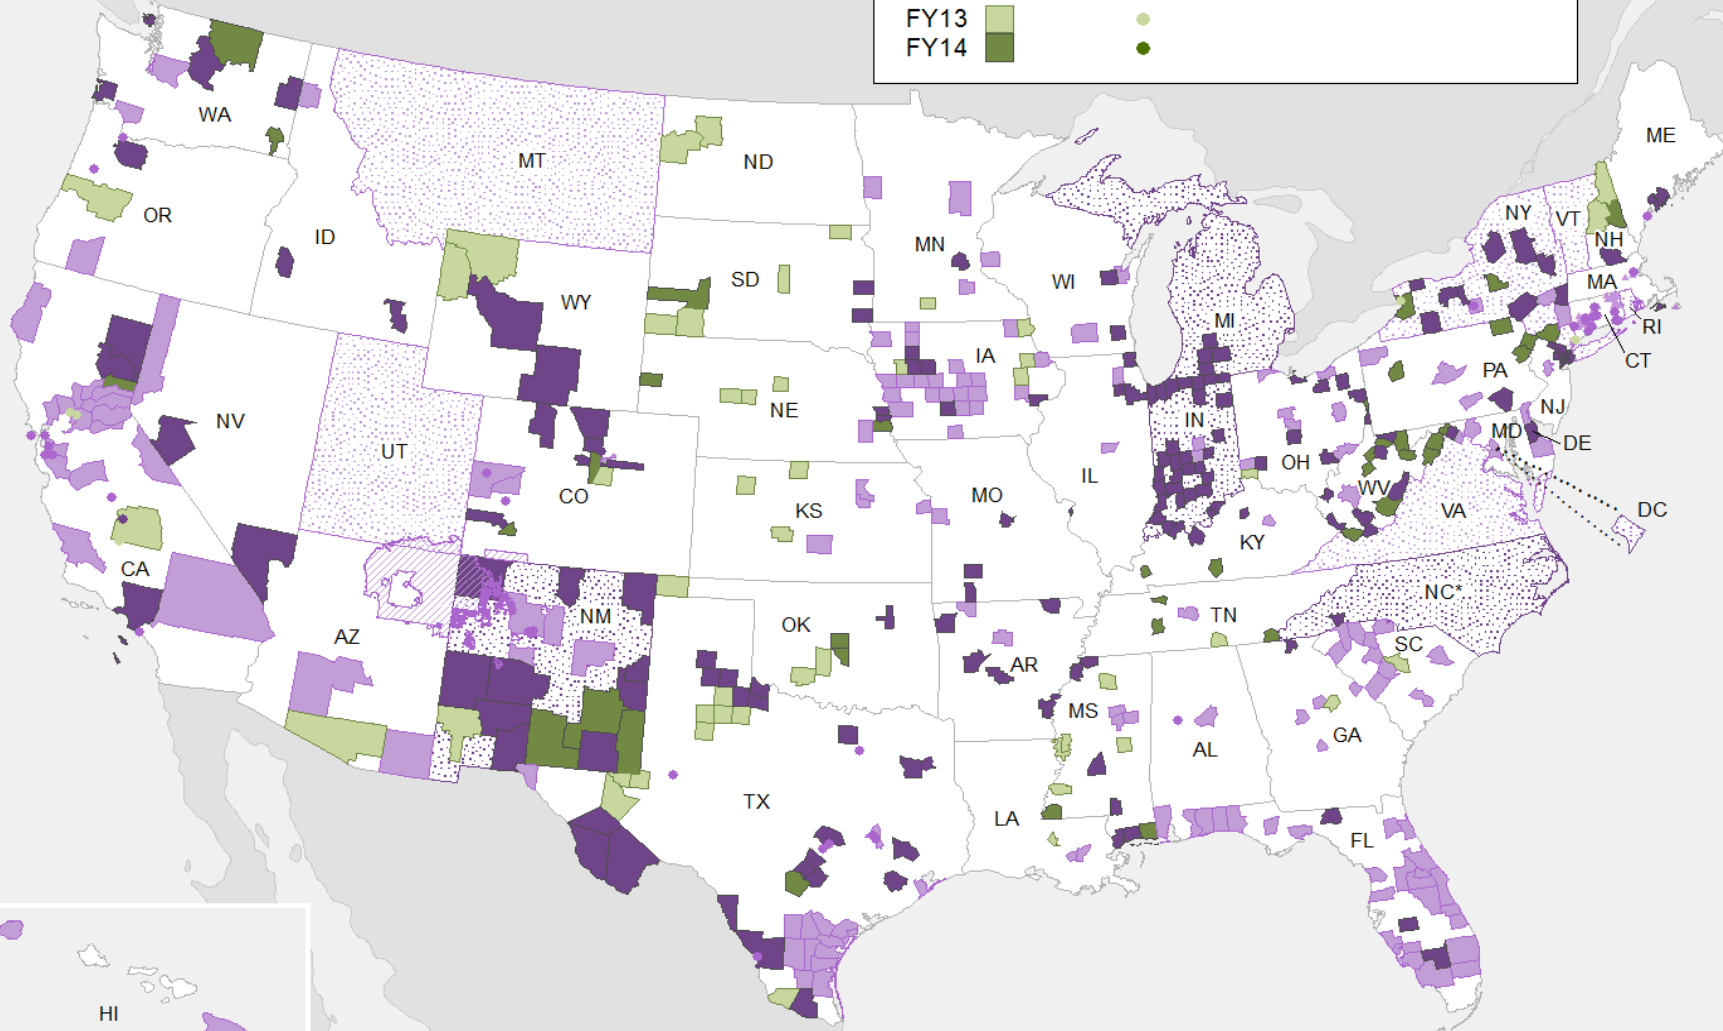 FY13
FY14
ME
WA
MT
ND
NY
VT
OR
ID
MN
NH
WI
MA
SD
WY
MI
RI
IA
CT
PA
NE
NV
IN
NJ
MD
DE
UT
OH
IL
CO
MO
WV
KS
VA
DC
KY
CA
NC*
NM
TN
OK
AZ
SC
AR
MS
GA
AL
TX
LA
FL
HI